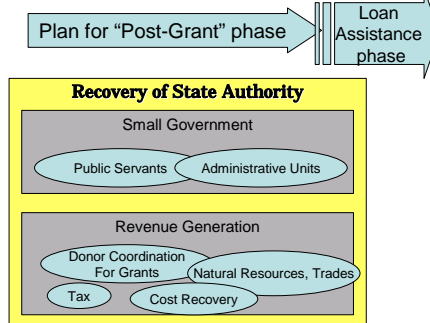 Plan for “Post-Grant” phase
Loan
Assistance
phase
Recovery of State Authority
Small Government
Public Servants
Administrative Units
Revenue Generation
Donor Coordination
For Grants
Natural Resources, Trades
Tax
Cost Recovery